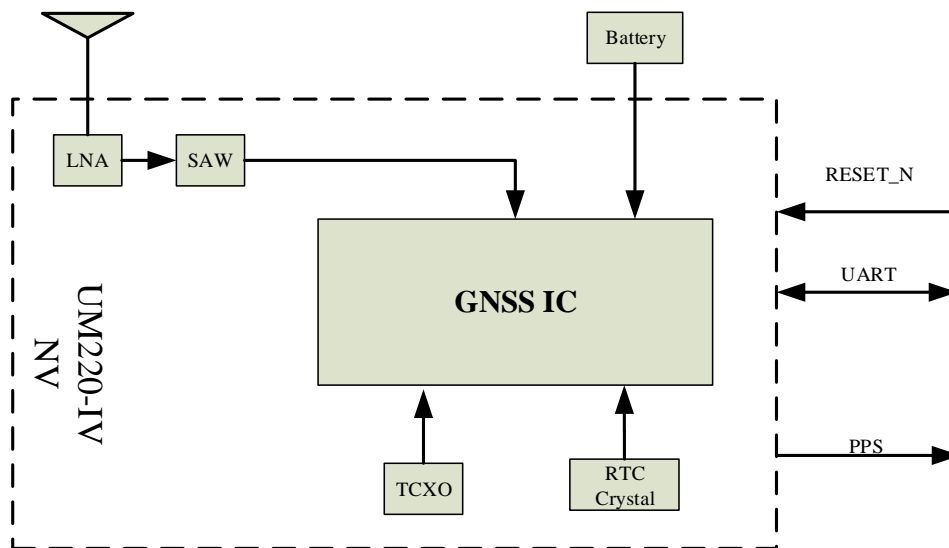 Battery
LNA
SAW
RESET_N
UART
GNSS IC
UM220-IV
NV
PPS
TCXO
RTC
Crystal